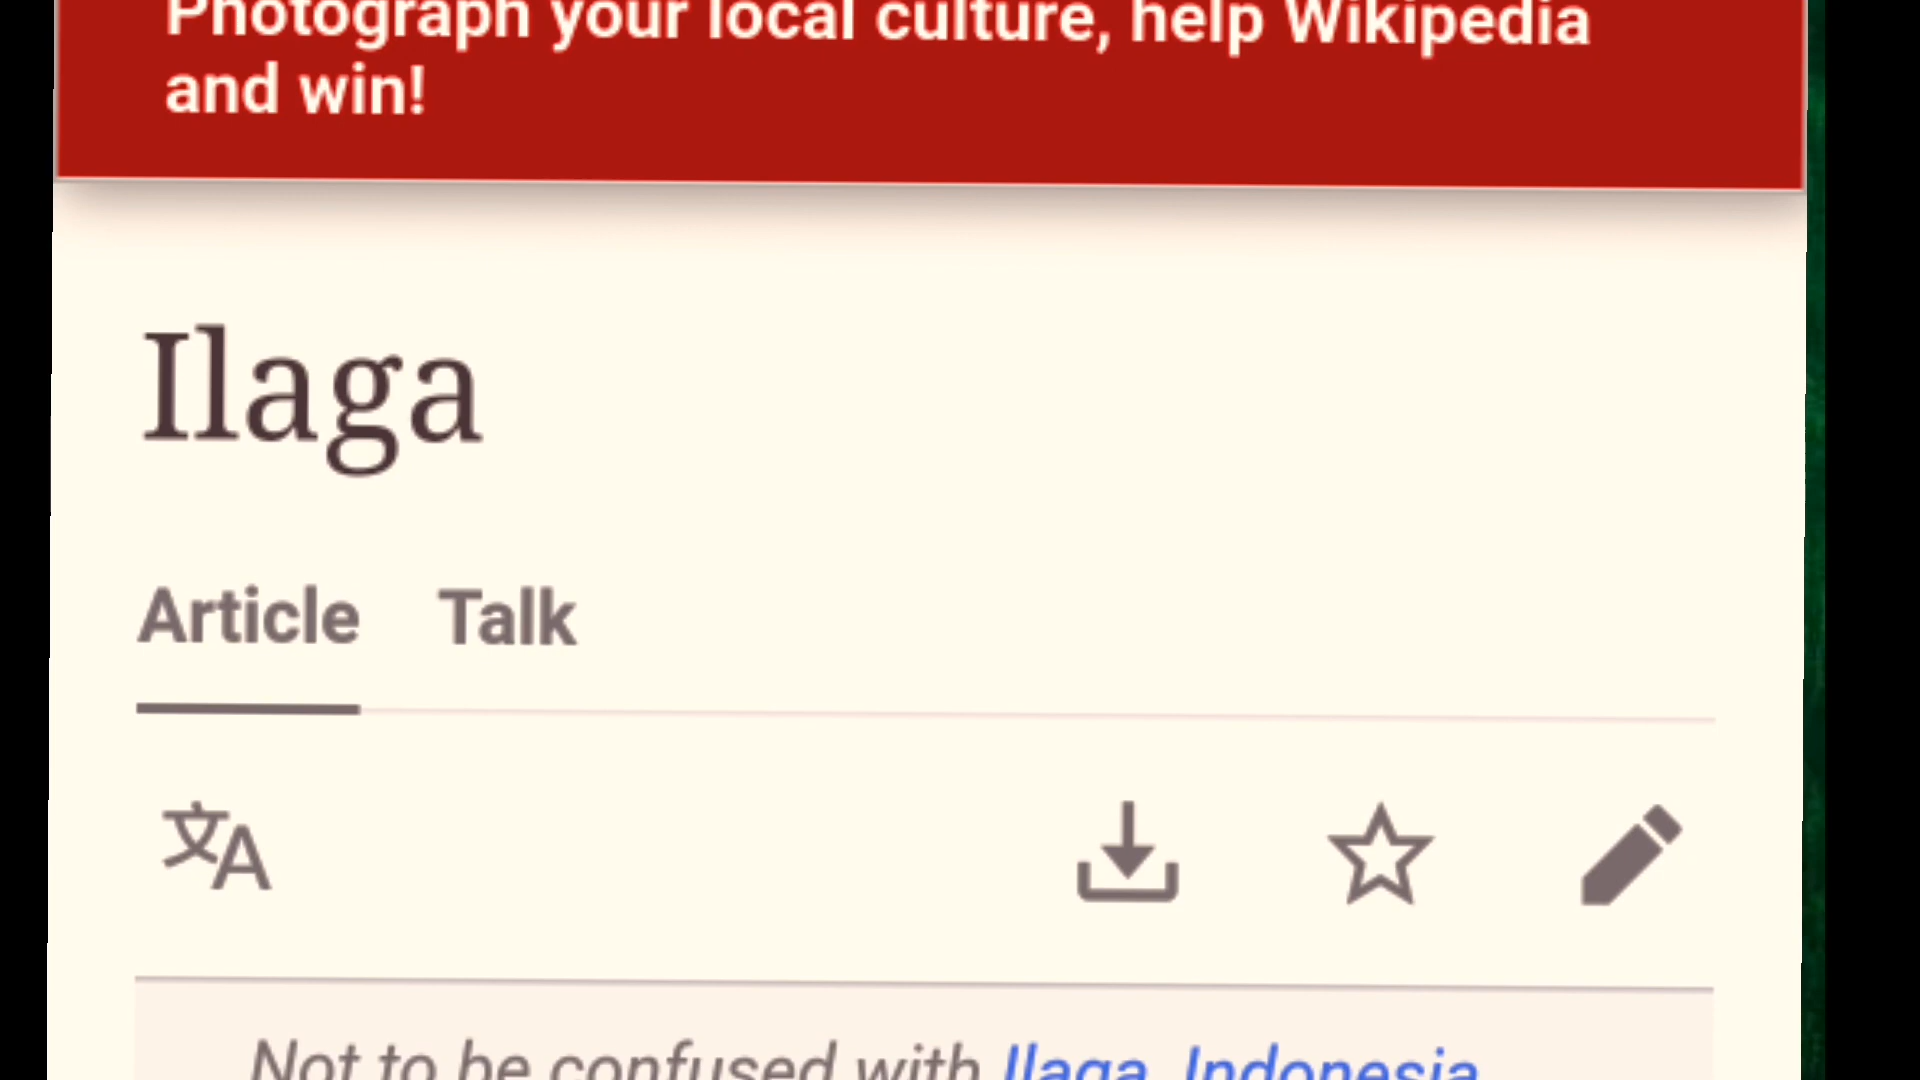 Photograph your local culture, help Wikipedia
and win!
Ilaga
Article Talk
Not to be confused with Ilaga, Indonesia